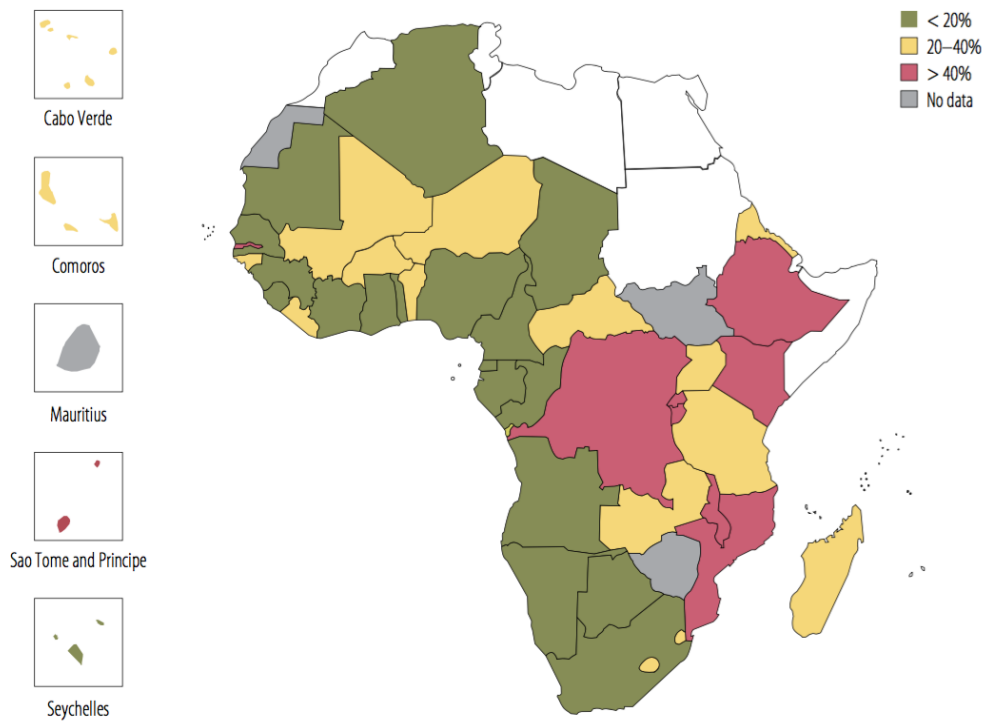 Cabo Verde
Comoros
Mauritius
Sao Tome and Principe
Seychelles
< 20%
20–40%
> 40%
No data